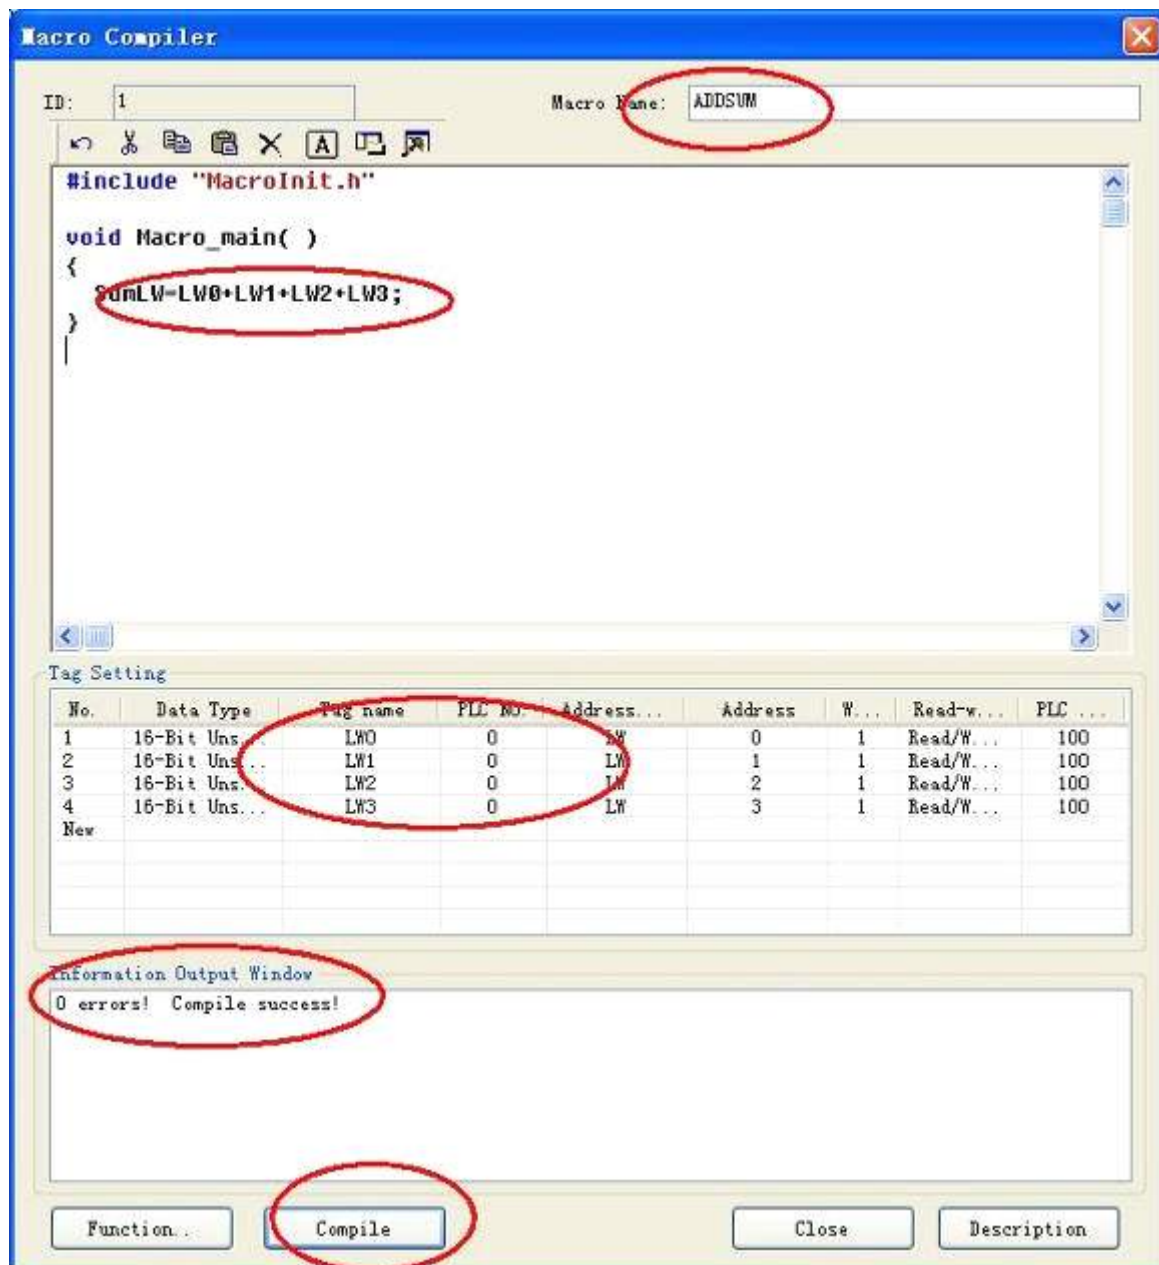 Macro Compiler
ID: 1 Macro Name: ADDSUM
#include "MacroInit.h"
void Macro_main( )
{
SumLW=LW0+LW1+LW2+LW3;
}
Tag Setting
No. Data Type Tag name PLC No. Address... Address W... Read-w... PLC ...
1 16-Bit Uns... LW0 0 LW 0 1 Read/W... 100
2 16-Bit Uns... LW1 0 LW 1 1 Read/W... 100
3 16-Bit Uns... LW2 0 LW 2 1 Read/W... 100
4 16-Bit Uns... LW3 0 LW 3 1 Read/W... 100
New
Information Output Window
0 errors! Compile success!
Function.. Compile Close Description